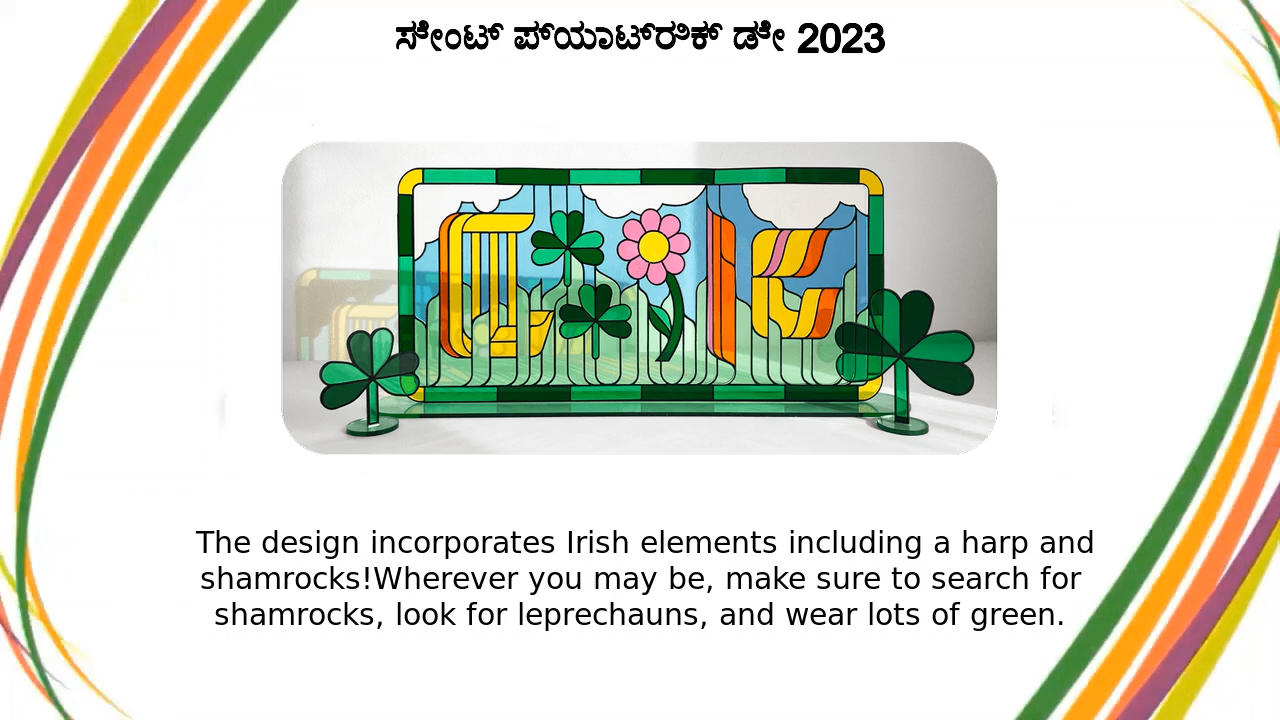 ಸೇಂಟ್ ಪ್ಯಾಟ್ರಿಕ್ ಡೇ 2023
The design incorporates Irish elements including a harp and
shamrocks!Wherever you may be, make sure to search for
shamrocks, look for leprechauns, and wear lots of green.